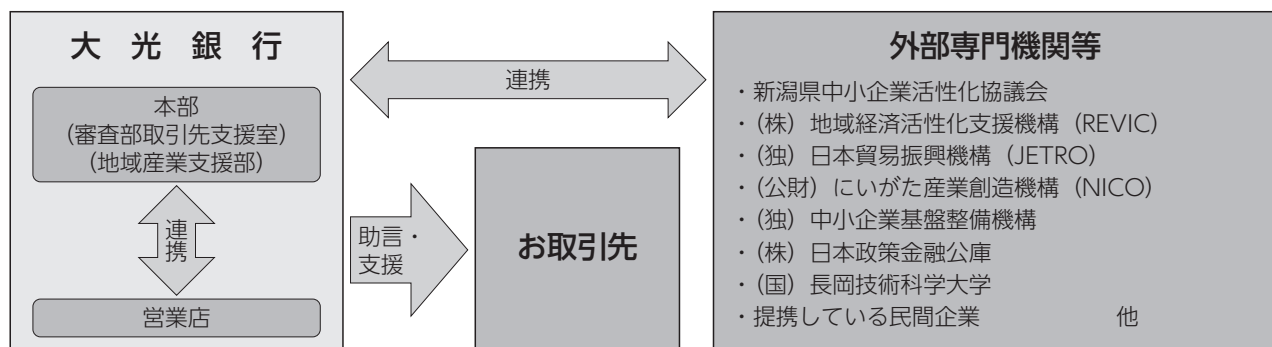 大光銀行
本部
(審査部取引先支援室)
(地域産業支援部)
連携
営業店
連携
助言・
支援
お取引先
外部専門機関等
・新潟県中小企業活性化協議会
・(株) 地域経済活性化支援機構 (REVIC)
・(独) 日本貿易振興機構 (JETRO)
・(公財) にいがた産業創造機構 (NICO)
・(独) 中小企業基盤整備機構
・(株) 日本政策金融公庫
・(国) 長岡技術科学大学
・提携している民間企業 他